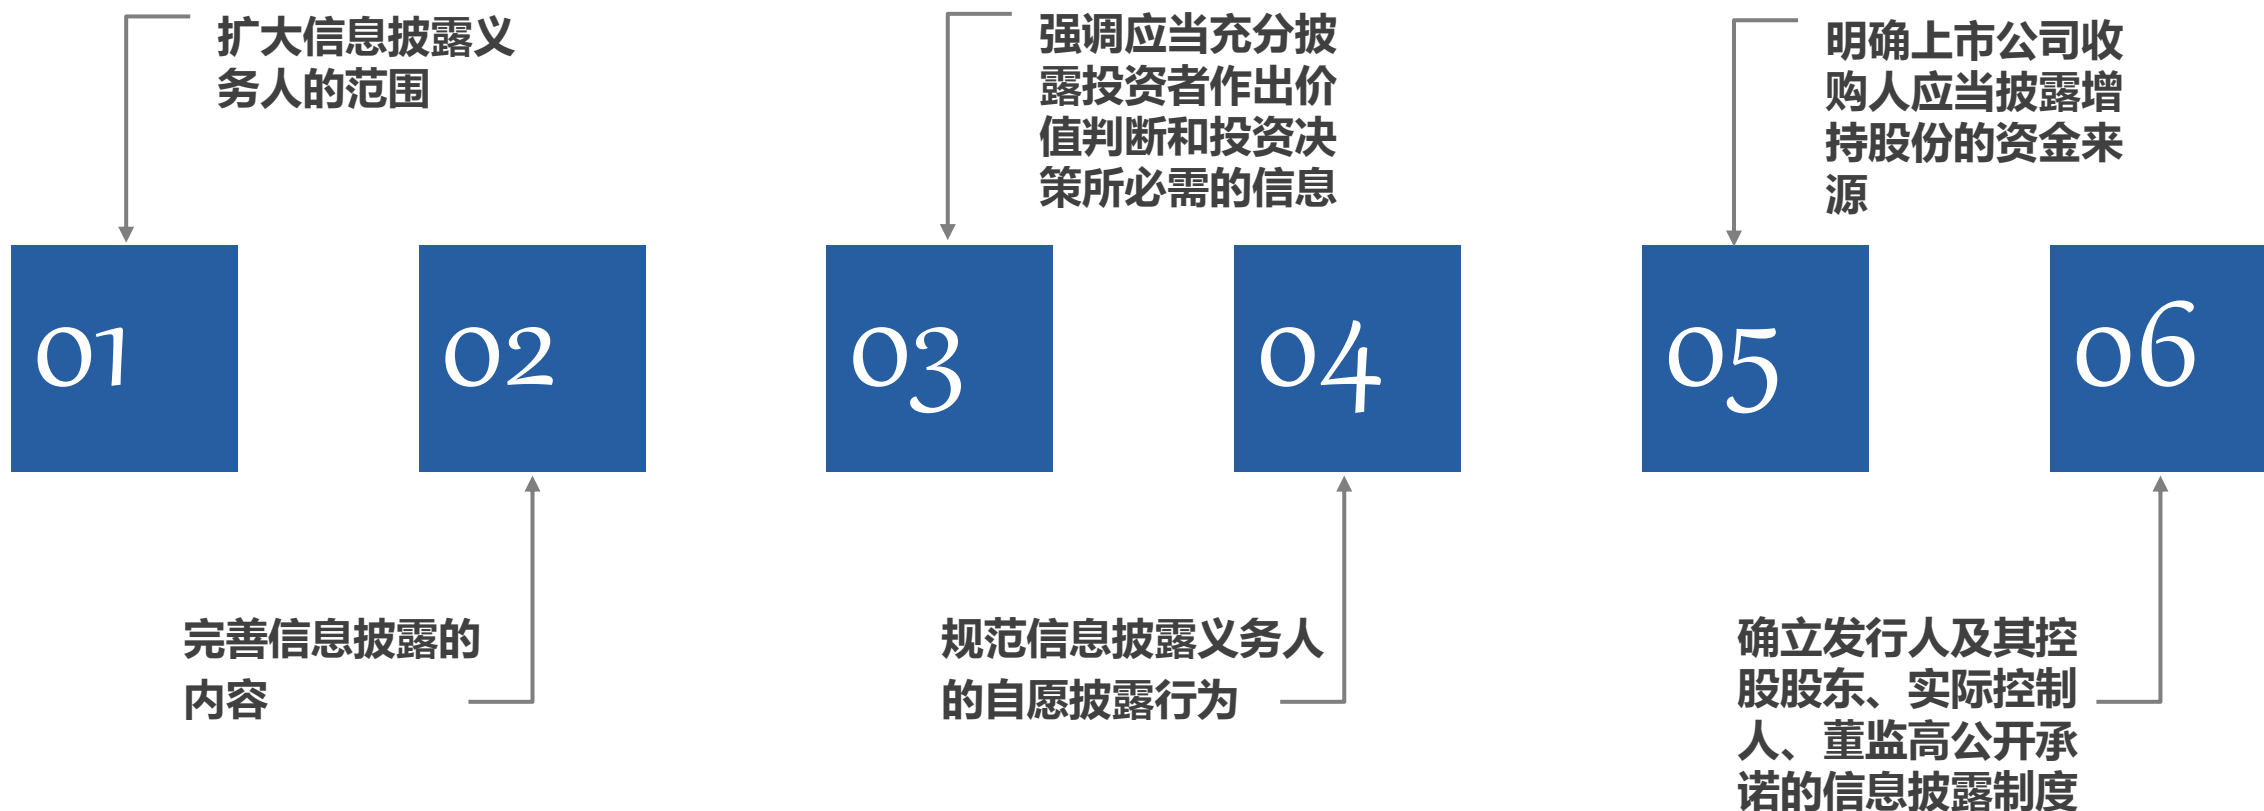 扩大信息披露义
务人的范围
强调应当充分披
露投资者作出价
值判断和投资决
策所必需的信息
明确上市公司收
购人应当披露增
持股份的资金来
源
01
02
03
04
05
06
完善信息披露的
内容
规范信息披露义务人
的自愿披露行为
确立发行人及其控
股股东、实际控制
人、董监高公开承
诺的信息披露制度